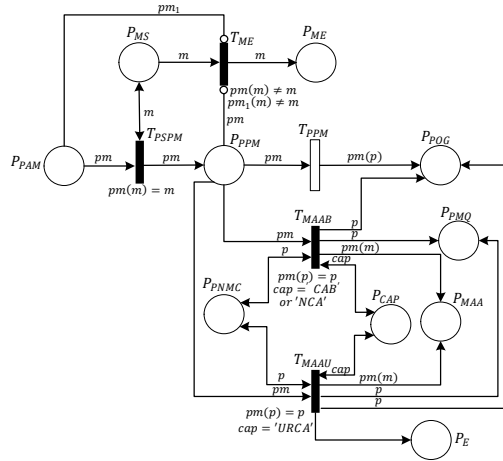 pm₁
P_MS
T_ME
P_ME
m
m
pm(m) ≠ m
pm₁(m) ≠ m
m
pm
T_PSPM
P_PPM
T_PPM
P_POG
P_PAM
pm
pm
pm
pm(p)
pm(m) = m
T_MAAB
p
P_PMQ
pm
p
p
pm(m)
cap
P_PNMC
pm(p) = p
cap = 'CAB'
or 'NCA'
P_CAP
P_MAA
T_MAAU
cap
p
pm(m)
pm
p
p
pm(p) = p
cap = 'URCA'
P_E